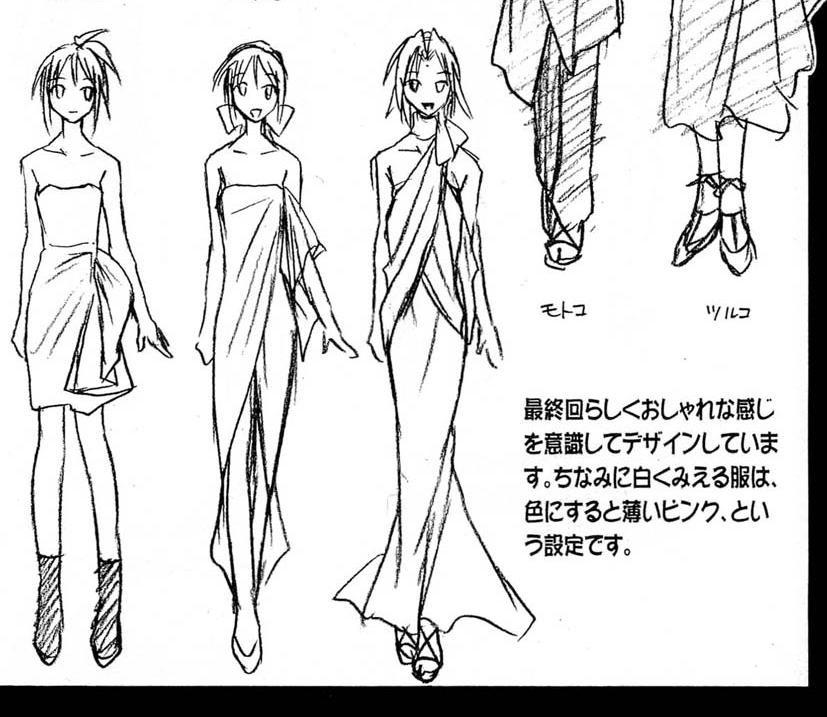 モトコ
ツルコ
最終回らしくおしゃれな感じ
を意識してデザインしていま
す。ちなみに白くみえる服は、
色にすると薄いピンク、とい
う設定です。